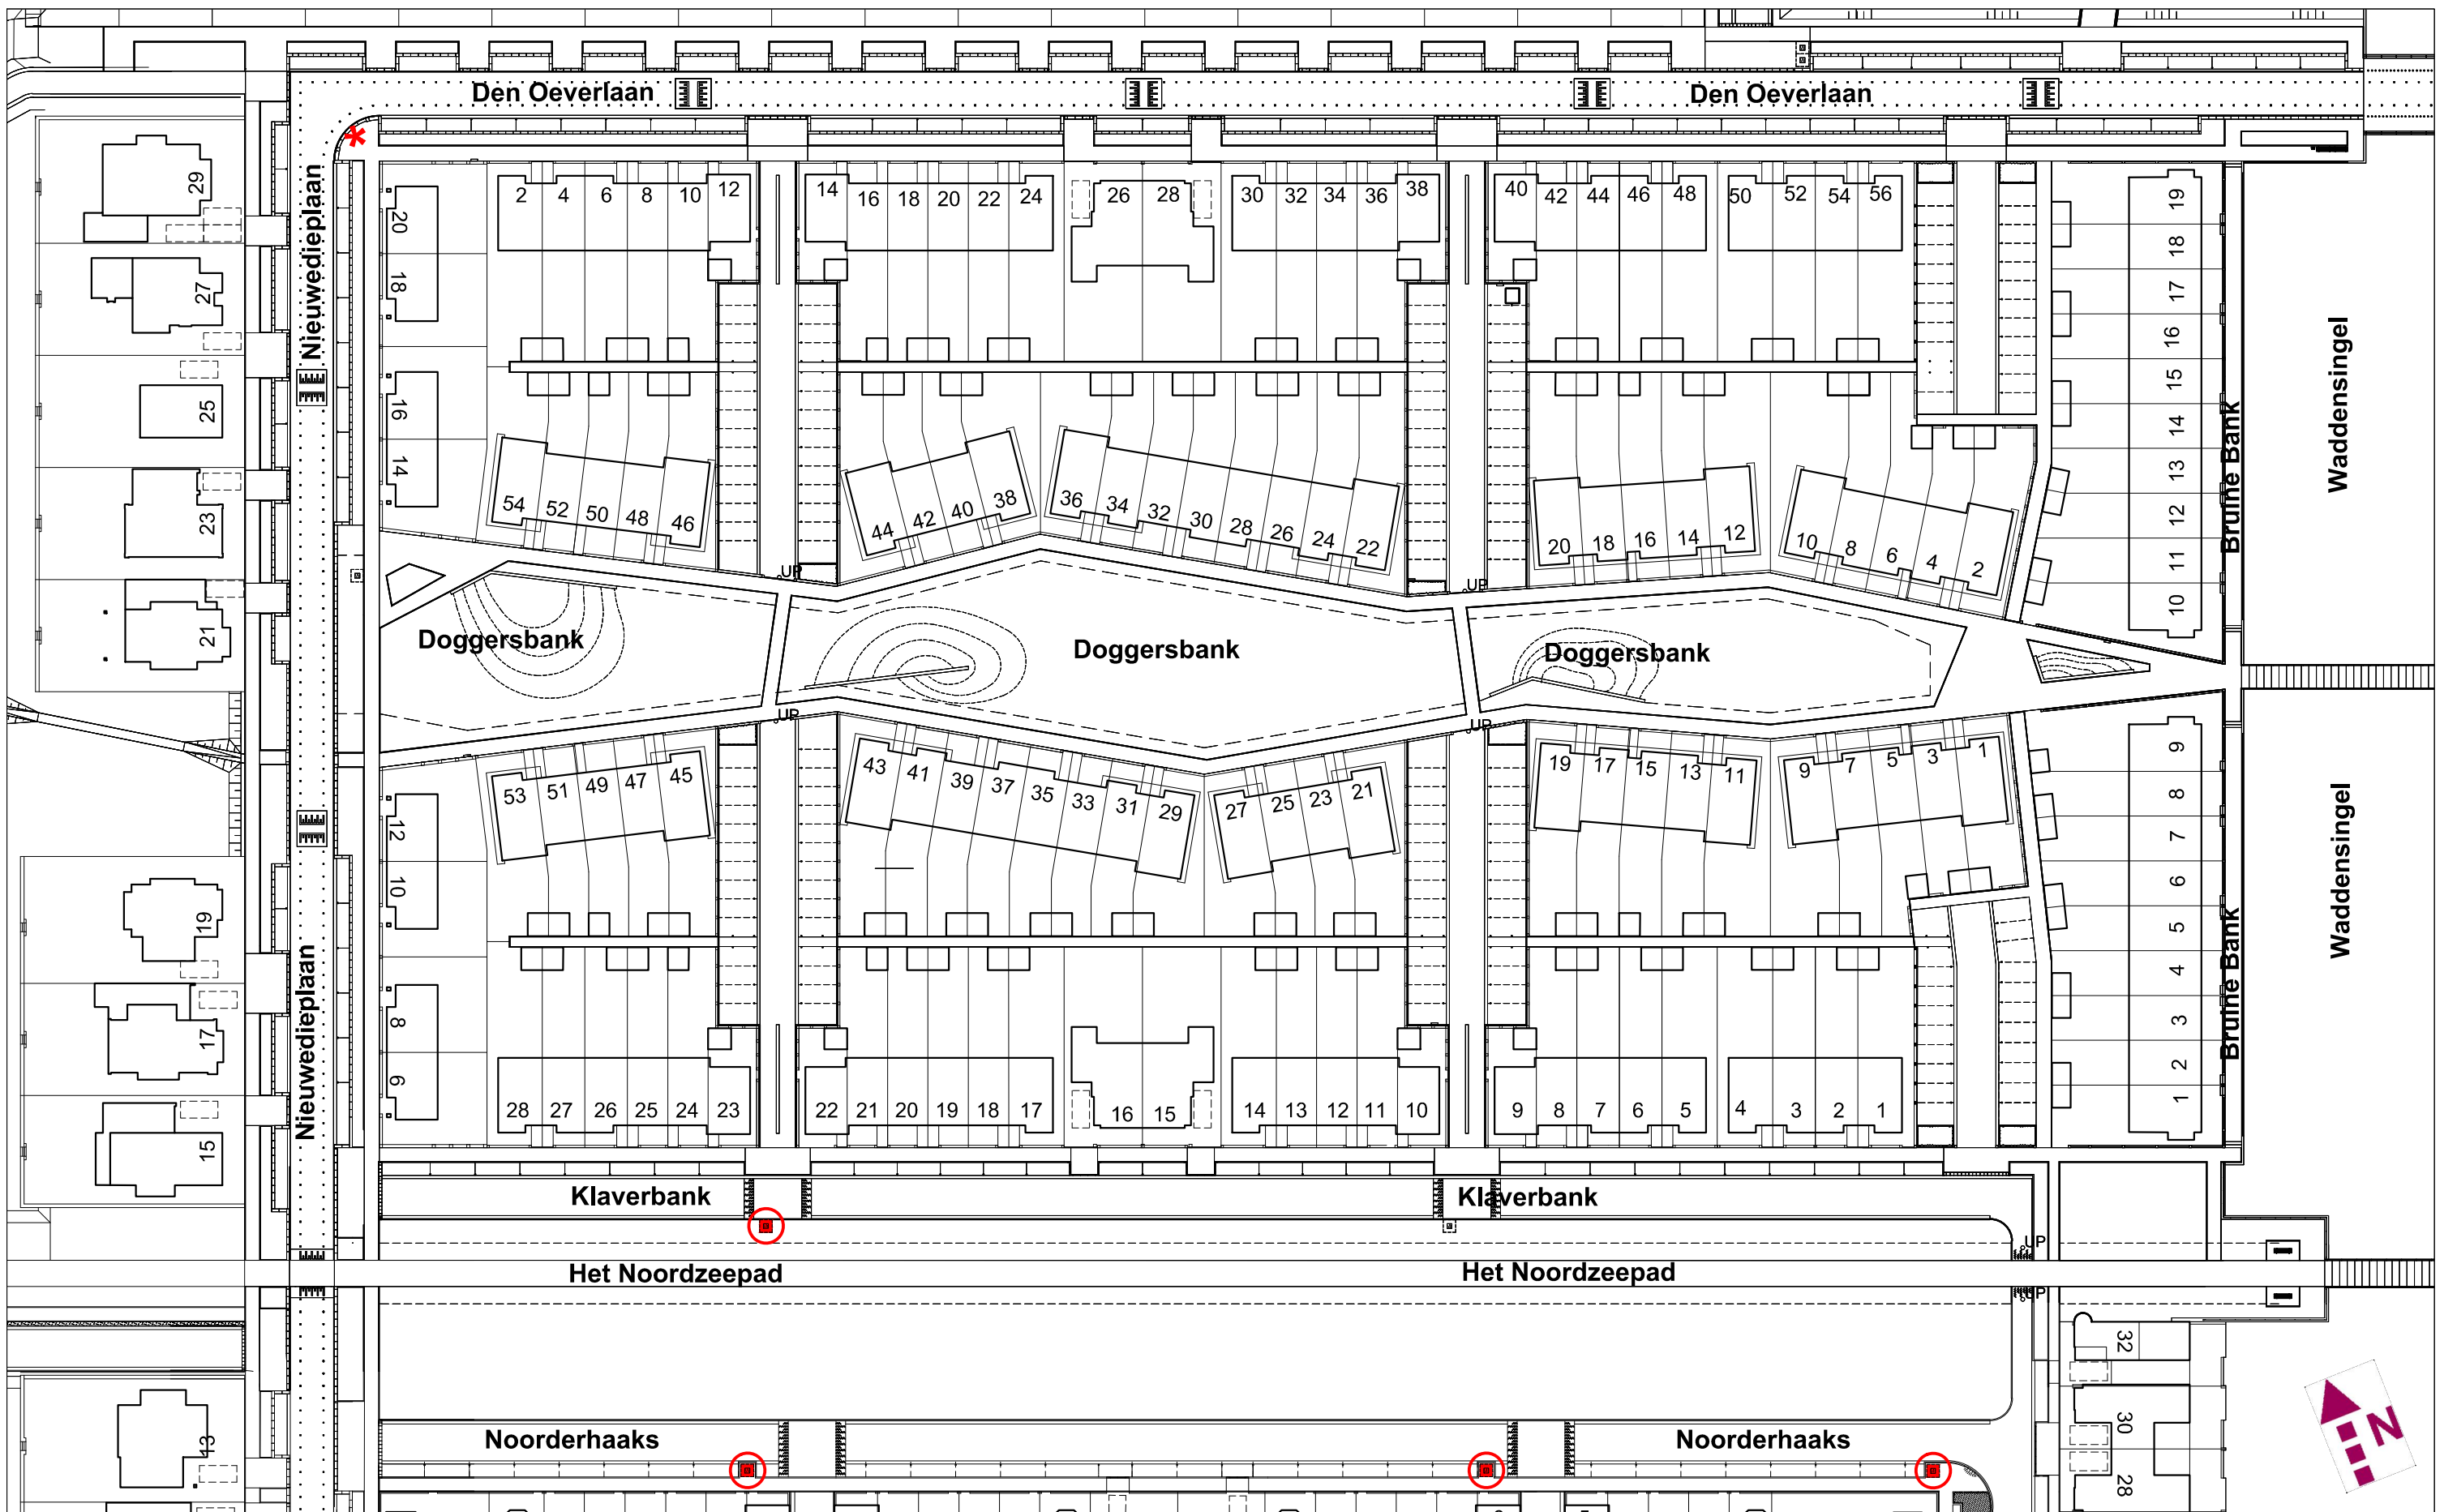 Den Oeverlaan Den Oeverlaan
*
Nieuwedieplaan
29
27
25
23
21
20
18
16
14
2 4 6 8 10 12
14 16 18 20 22 24
26 28
30 32 34 36 38
40 42 44 46 48
50 52 54 56
19
18
17
16
15
14
13
12
11
10
Bruine Bank
Waddensingel
54 52 50 48 46
44 42 40 38
36 34 32 30 28 26 24 22
20 18 16 14 12
10 8 6 4 2
UP UP
Doggersbank Doggersbank Doggersbank
UP UP
53 51 49 47 45
43 41 39 37 35 33 31 29
27 25 23 21
19 17 15 13 11
9 7 5 3 1
9
8
7
6
5
4
3
2
1
Bruine Bank
Waddensingel
Nieuwedieplaan
19
17
15
12
10
8
6
28 27 26 25 24 23
22 21 20 19 18 17
16 15
14 13 12 11 10
9 8 7 6 5
4 3 2 1
Klaverbank Klaverbank
UP
Het Noordzeepad Het Noordzeepad
UP
32
30
28
13
Noorderhaaks Noorderhaaks
N